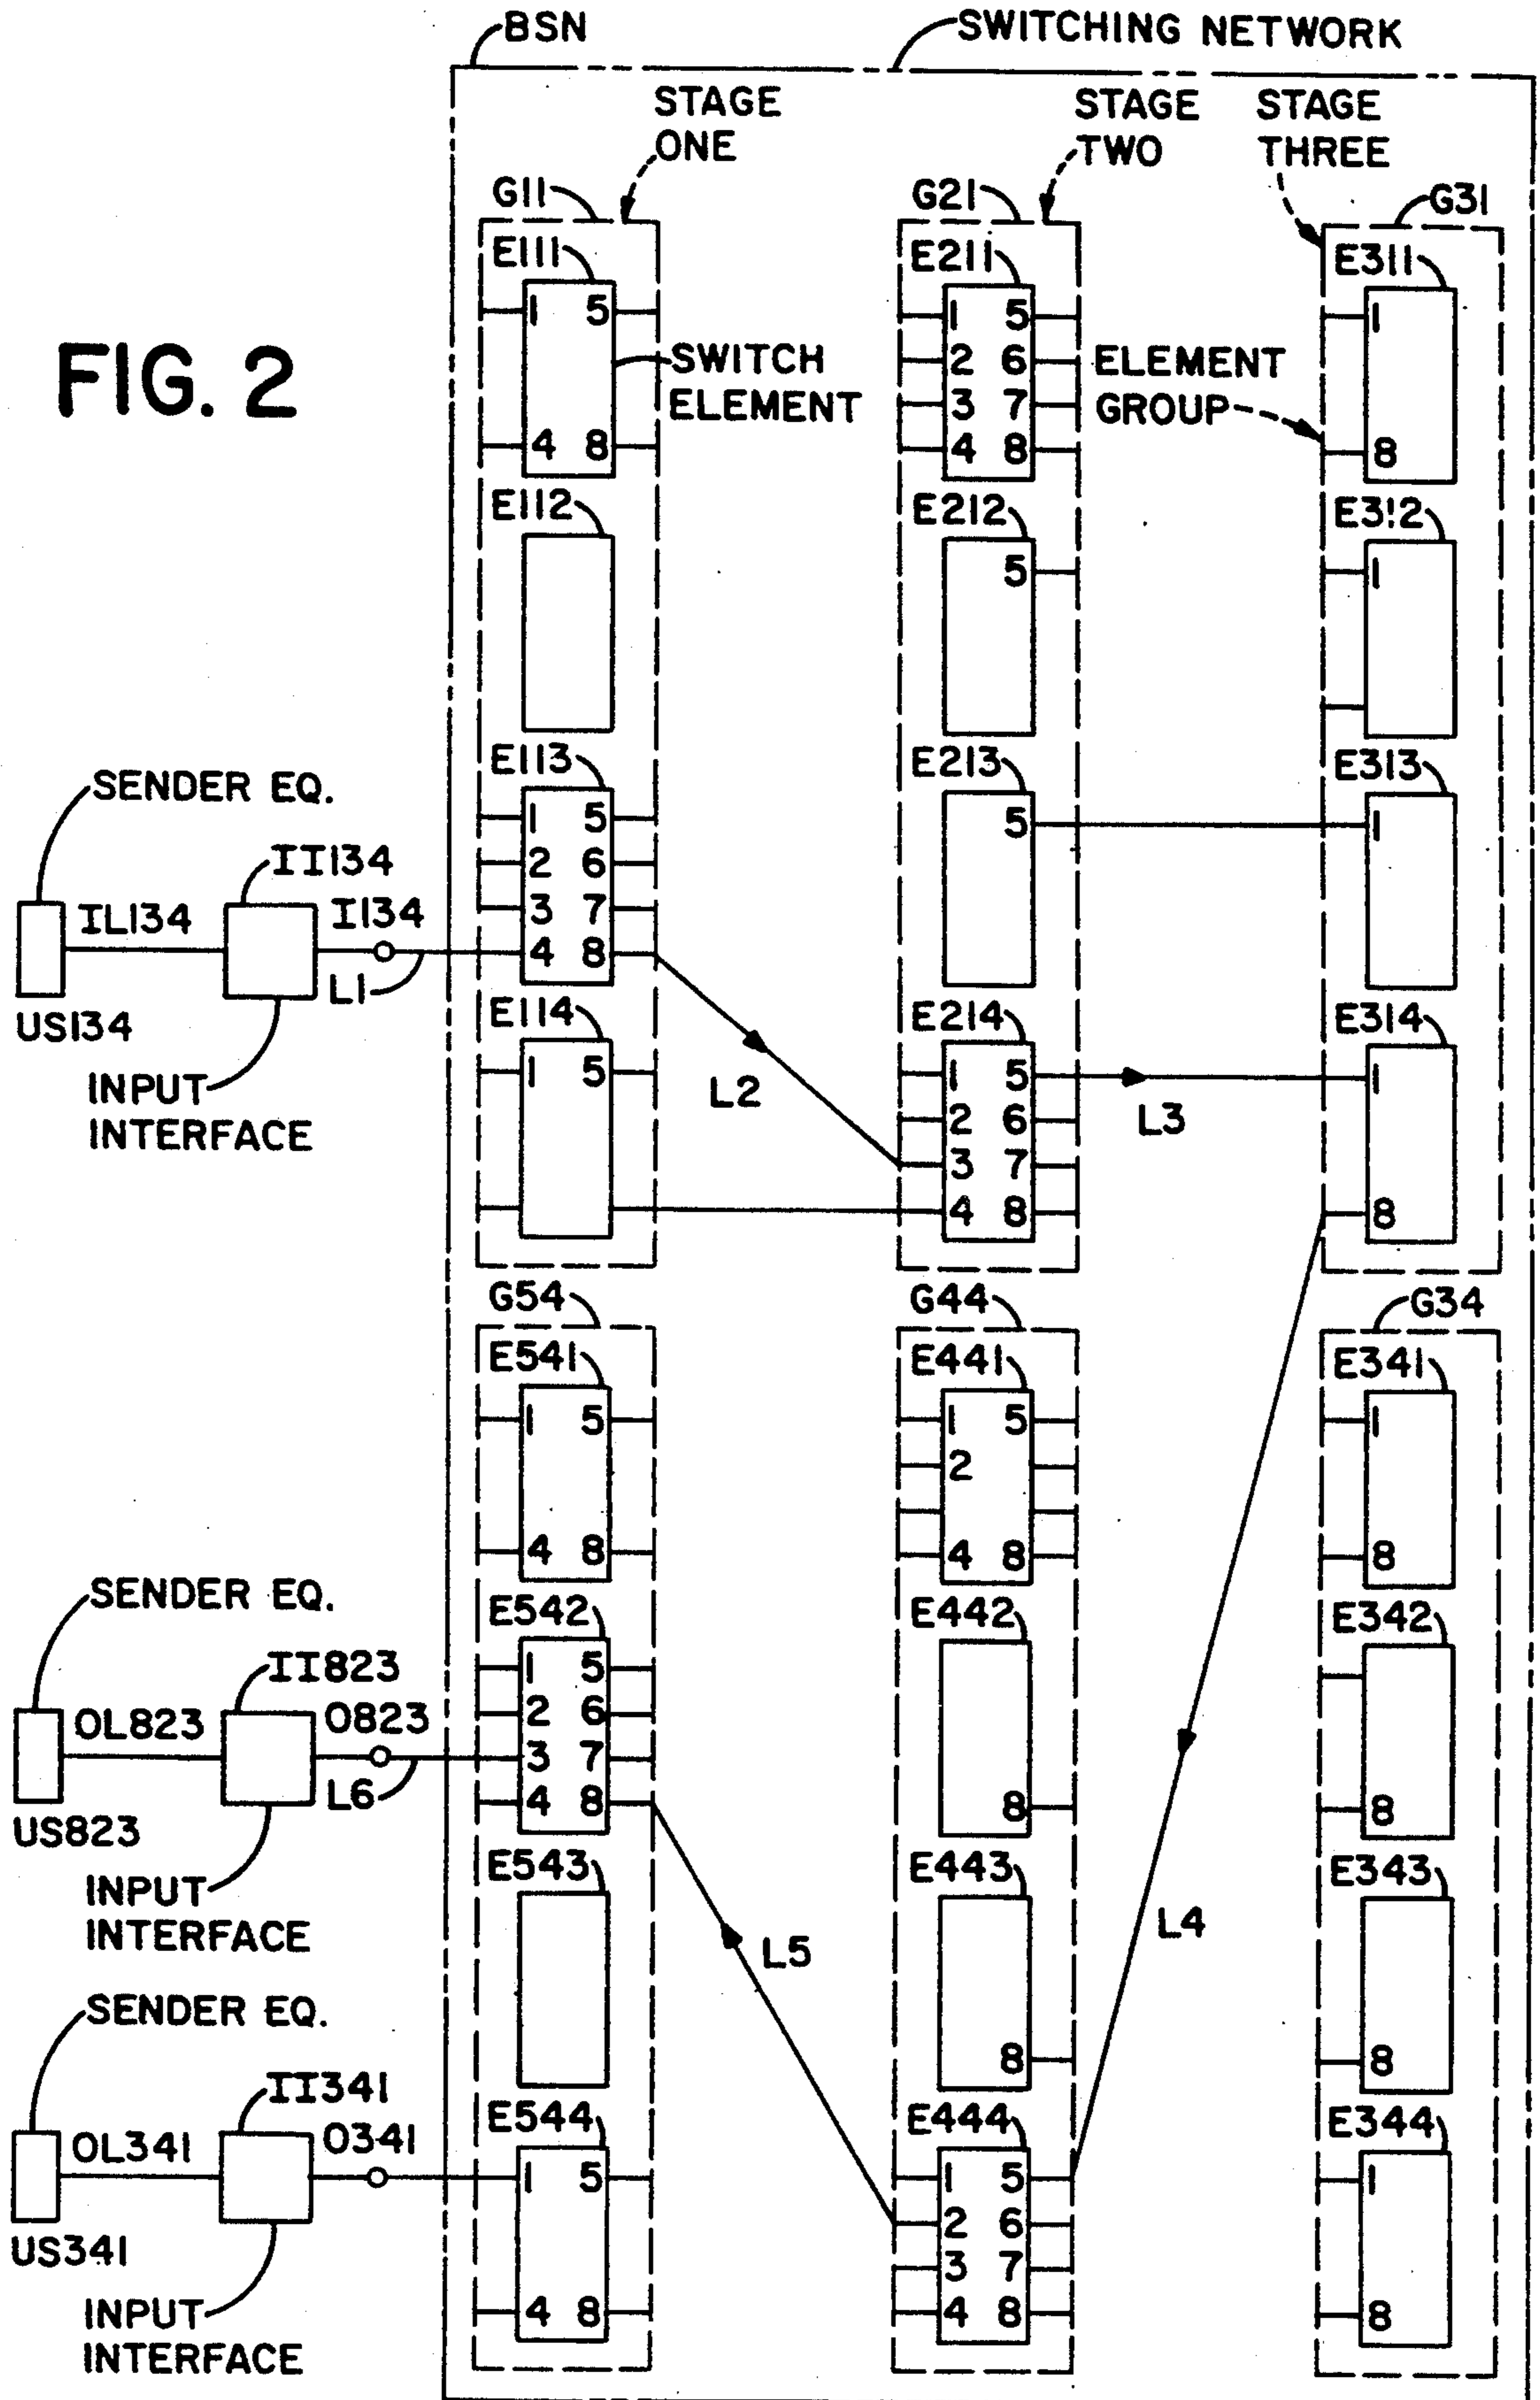 BSN
SWITCHING NETWORK
STAGE
ONE
STAGE
TWO
STAGE
THREE
G11
G21
G31
E111
E211
E311
FIG. 2
1 5
4 8
SWITCH
ELEMENT
1 5
2 6
3 7
4 8
ELEMENT
GROUP
1
8
E112
E212
E3!2
5
1
E113
E213
E313
SENDER EQ.
1 5
2 6
3 7
4 8
5
1
II134
IL134
I134
L1
US134
INPUT
INTERFACE
E114
E214
E314
1 5
L2
1 5
2 6
3 7
4 8
L3
1
8
G54
G44
G34
E541
E441
E341
1 5
4 8
1 5
2
4 8
1
8
E542
E442
E342
SENDER EQ.
1 5
2 6
3 7
4 8
8
8
II823
OL823
O823
L6
US823
INPUT
INTERFACE
E543
E443
E343
L5
L4
8
8
SENDER EQ.
II341
OL341
O341
US341
INPUT
INTERFACE
E544
E444
E344
1 5
4 8
1 5
2 6
3 7
4 8
1
8